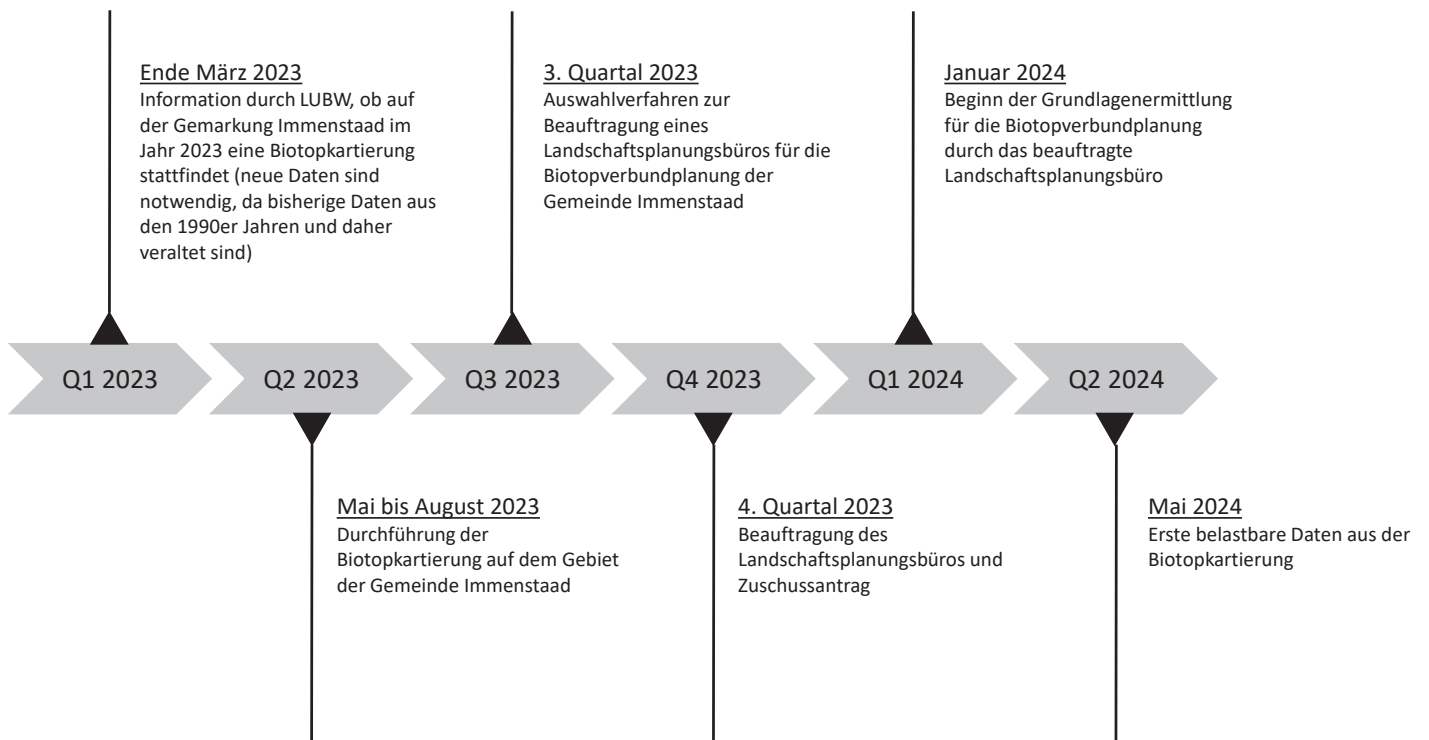 Ende März 2023
Information durch LUBW, ob auf
der Gemarkung Immenstaad im
Jahr 2023 eine Biotopkartierung
stattfindet (neue Daten sind
notwendig, da bisherige Daten aus
den 1990er Jahren und daher
veraltet sind)
3. Quartal 2023
Auswahlverfahren zur
Beauftragung eines
Landschaftsplanungsbüros für die
Biotopverbundplanung der
Gemeinde Immenstaad
Januar 2024
Beginn der Grundlagenermittlung
für die Biotopverbundplanung
durch das beauftragte
Landschaftsplanungsbüro
Q1 2023
Q2 2023
Q3 2023
Q4 2023
Q1 2024
Q2 2024
Mai bis August 2023
Durchführung der
Biotopkartierung auf dem Gebiet
der Gemeinde Immenstaad
4. Quartal 2023
Beauftragung des
Landschaftsplanungsbüros und
Zuschussantrag
Mai 2024
Erste belastbare Daten aus der
Biotopkartierung